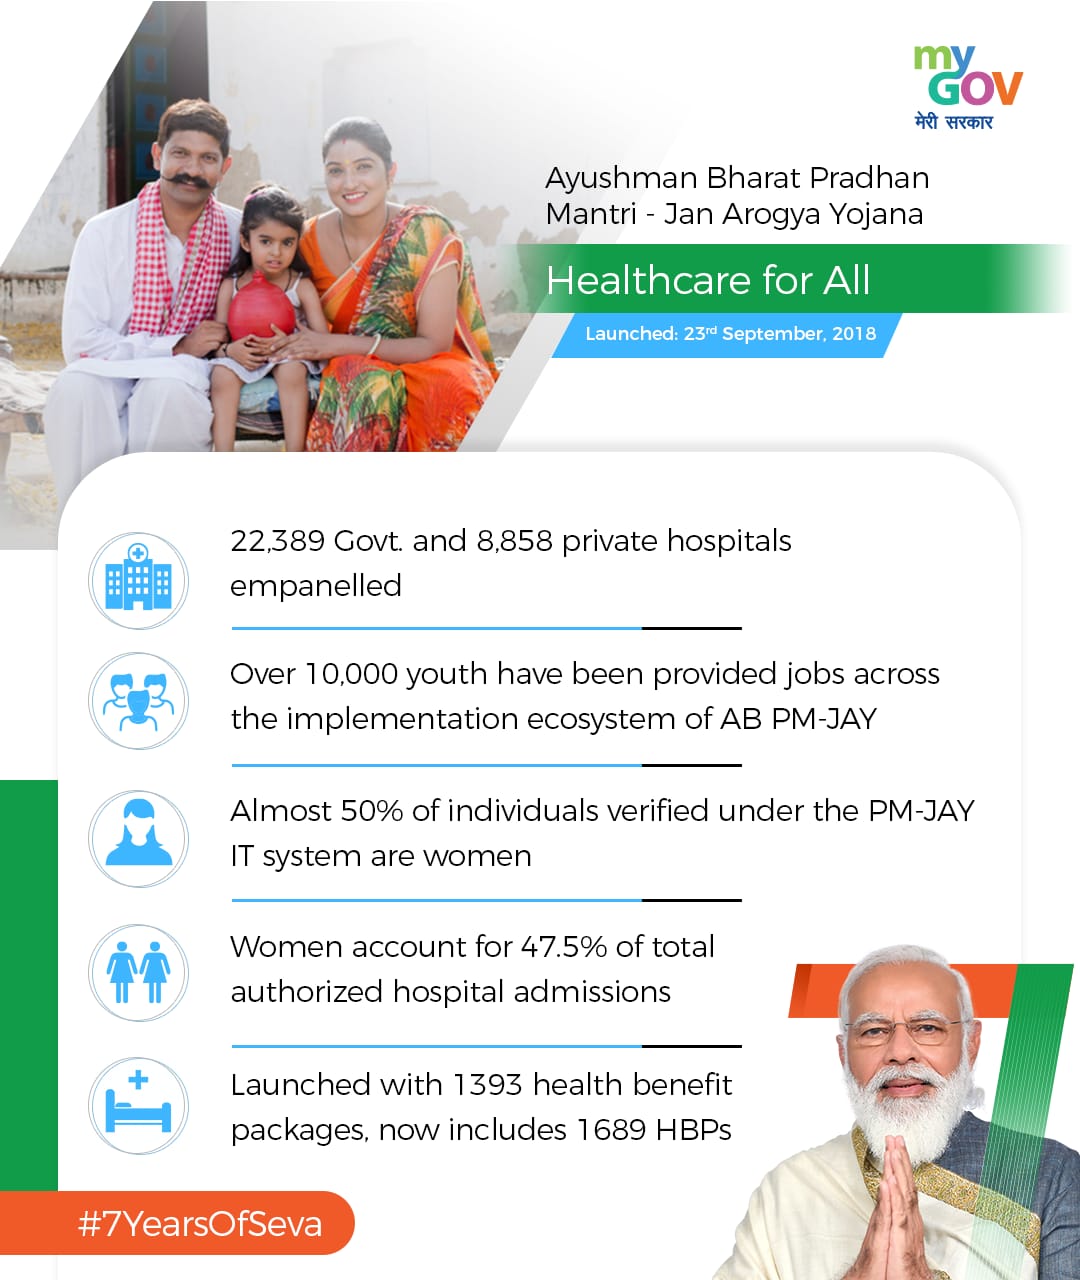 my
GOV
मेरी सरकार
Ayushman Bharat Pradhan
Mantri - Jan Arogya Yojana
Healthcare for All
Launched: 23rd September, 2018
22,389 Govt. and 8,858 private hospitals
empanelled
Over 10,000 youth have been provided jobs across
the implementation ecosystem of AB PM-JAY
Almost 50% of individuals verified under the PM-JAY
IT system are women
Women account for 47.5% of total
authorized hospital admissions
Launched with 1393 health benefit
packages, now includes 1689 HBPs
7
#7YearsOfSeva